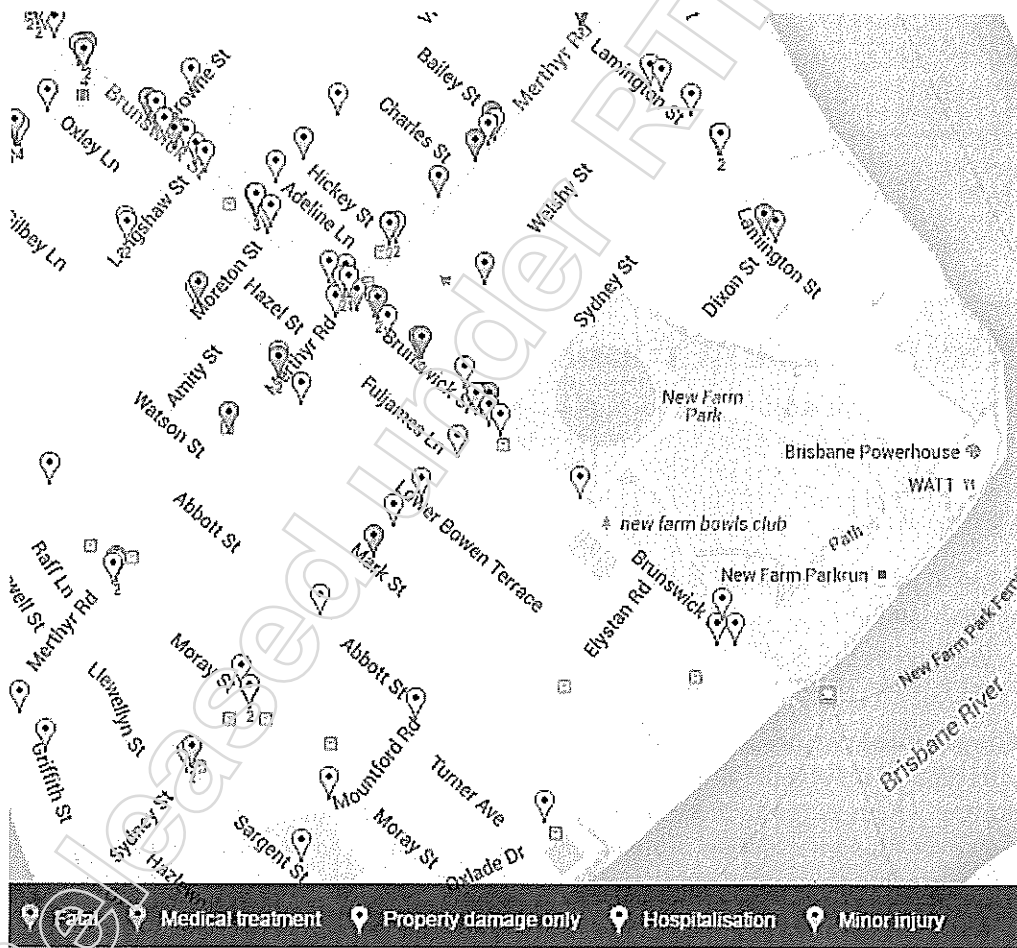 Bailey St
Merthyr Rd
Lamington St
Brunswick St
Browne St
Oxley Ln
Charles St
Langshaw St
Hickey St
Adeline Ln
Welsby St
Lamington St
Moreton St
Hazel St
Sydney St
Dixon St
Merthyr Rd
Brunswick St
Amity St
Watson St
Fuljames Ln
New Farm
Park
Brisbane Powerhouse
WATT
Abbott St
Lower Bowen Terrace
new farm bowls club
Path
Raff Ln
Mark St
Brunswick
New Farm Parkrun
Merthyr Rd
Elystan Rd
New Farm Park Ferry
Moray St
Abbott St
Llewellyn St
Brisbane River
Griffith St
Mountford Rd
Turner Ave
Sydney St
Sargent St
Moray St
Oxlade Dr
Fatal
Medical treatment
Property damage only
Hospitalisation
Minor injury